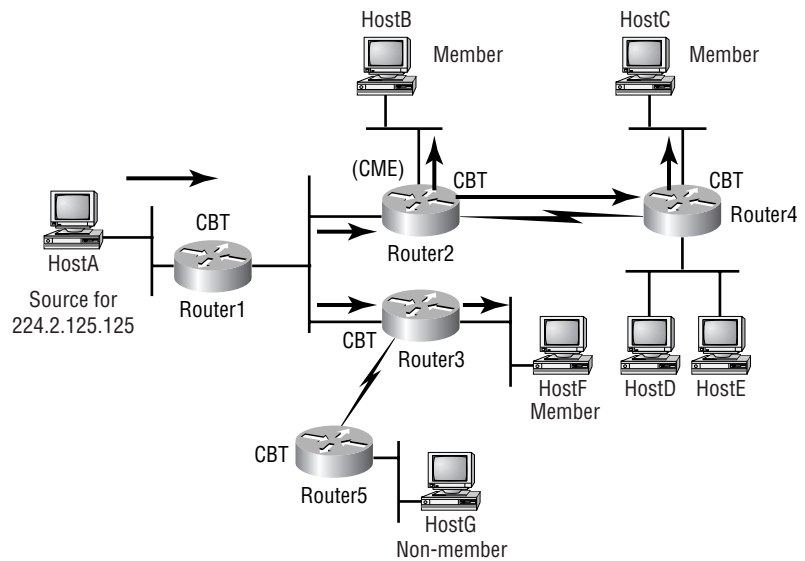 HostB
Member
HostC
Member
(CME)
CBT
CBT
Router2
Router4
CBT
HostA
Source for
224.2.125.125
Router1
CBT
Router3
HostF
Member
HostD
HostE
CBT
Router5
HostG
Non-member